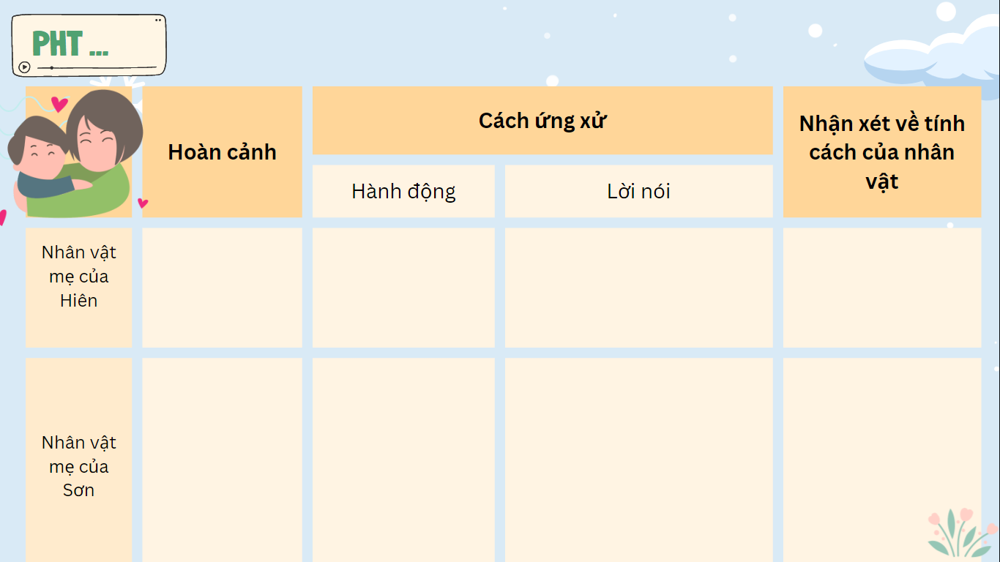 PHT ...
Hoàn cảnh
Cách ứng xử
Nhận xét về tính
cách của nhân
vật
Hành động
Lời nói
Nhân vật
mẹ của
Hiên
Nhân vật
mẹ của
Sơn